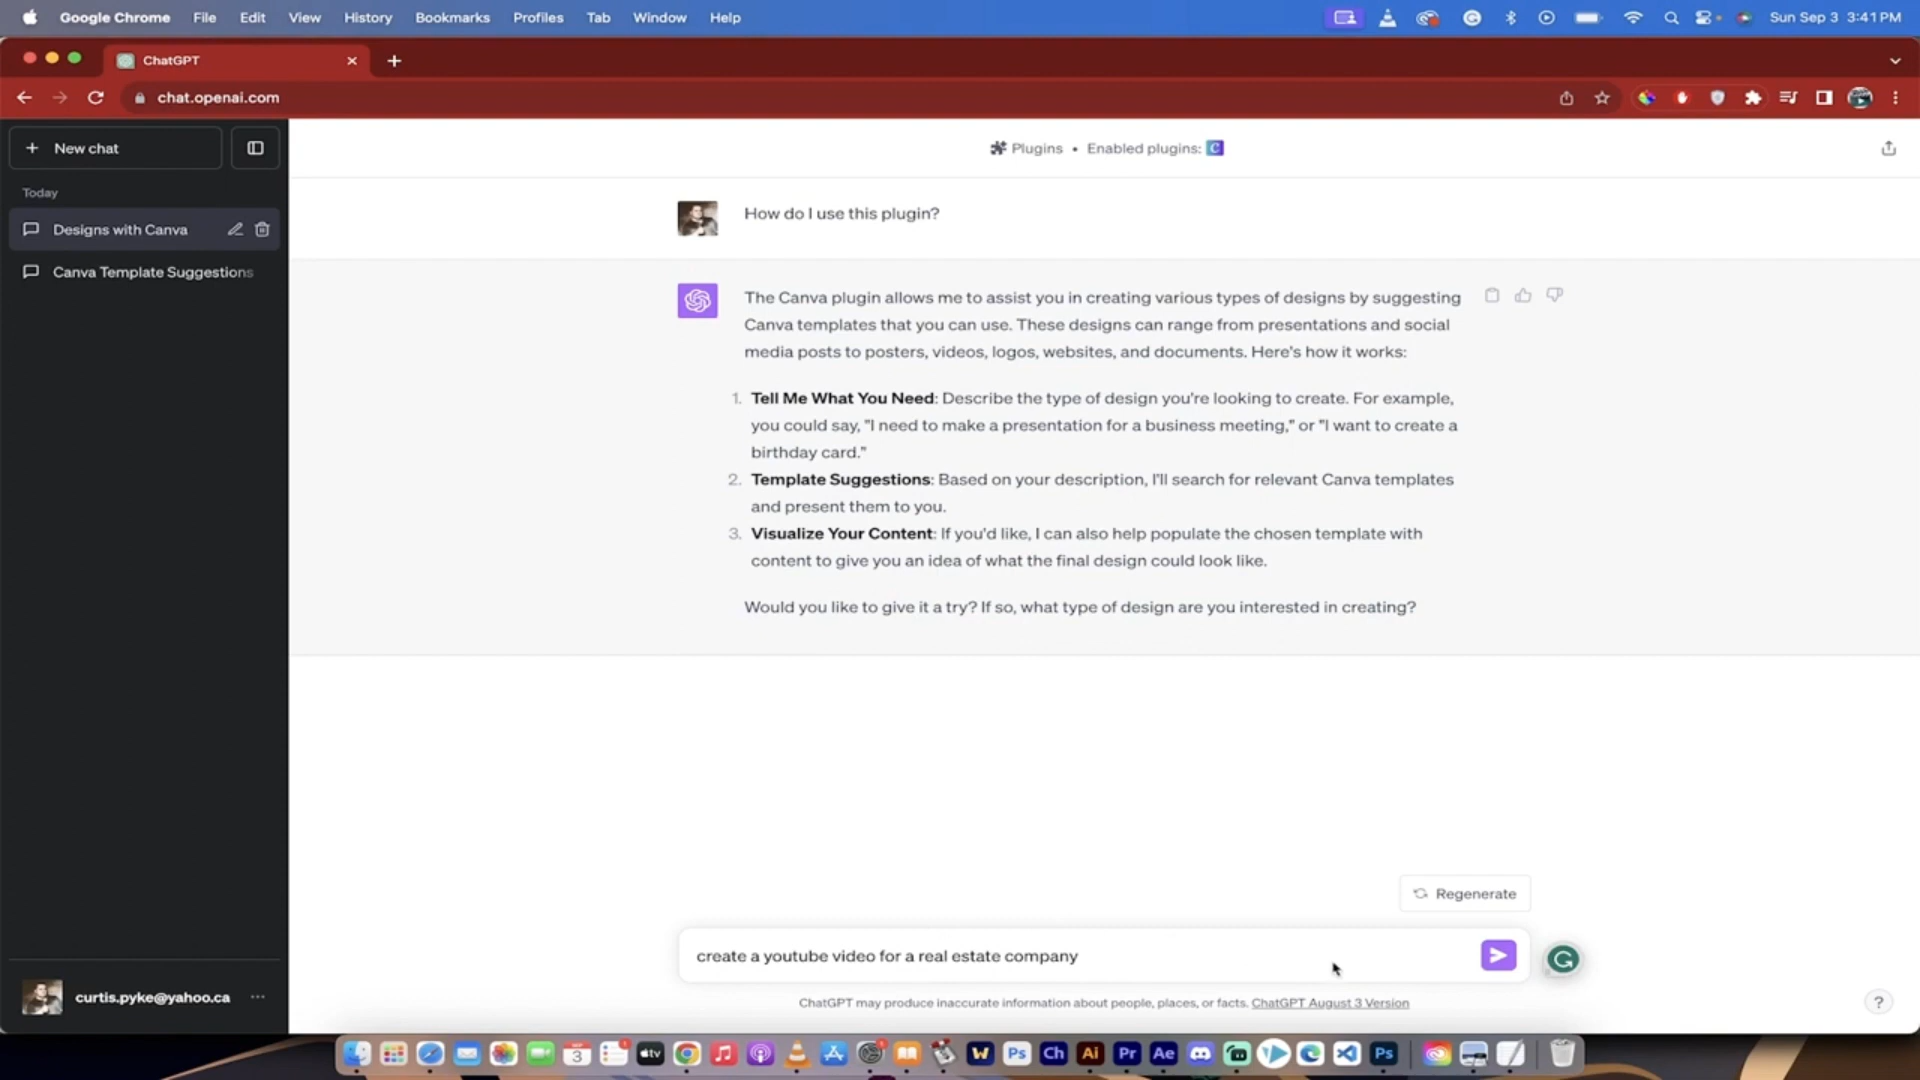 Google Chrome File Edit View History Bookmarks Profiles Tab Window Help Sun Sep 3 3:41 PM
ChatGPT
chat.openai.com
New chat
Plugins • Enabled plugins:
Today
Designs with Canva
Canva Template Suggestions
How do I use this plugin?
The Canva plugin allows me to assist you in creating various types of designs by suggesting
Canva templates that you can use. These designs can range from presentations and social
media posts to posters, videos, logos, websites, and documents. Here's how it works:
1. Tell Me What You Need: Describe the type of design you're looking to create. For example,
you could say, "I need to make a presentation for a business meeting," or "I want to create a
birthday card."
2. Template Suggestions: Based on your description, I'll search for relevant Canva templates
and present them to you.
3. Visualize Your Content: If you'd like, I can also help populate the chosen template with
content to give you an idea of what the final design could look like.
Would you like to give it a try? If so, what type of design are you interested in creating?
Regenerate
create a youtube video for a real estate company
curtis.pyke@yahoo.ca
ChatGPT may produce inaccurate information about people, places, or facts. ChatGPT August 3 Version
?
3 tv W Ps Ch Ai Pr Ae Ps